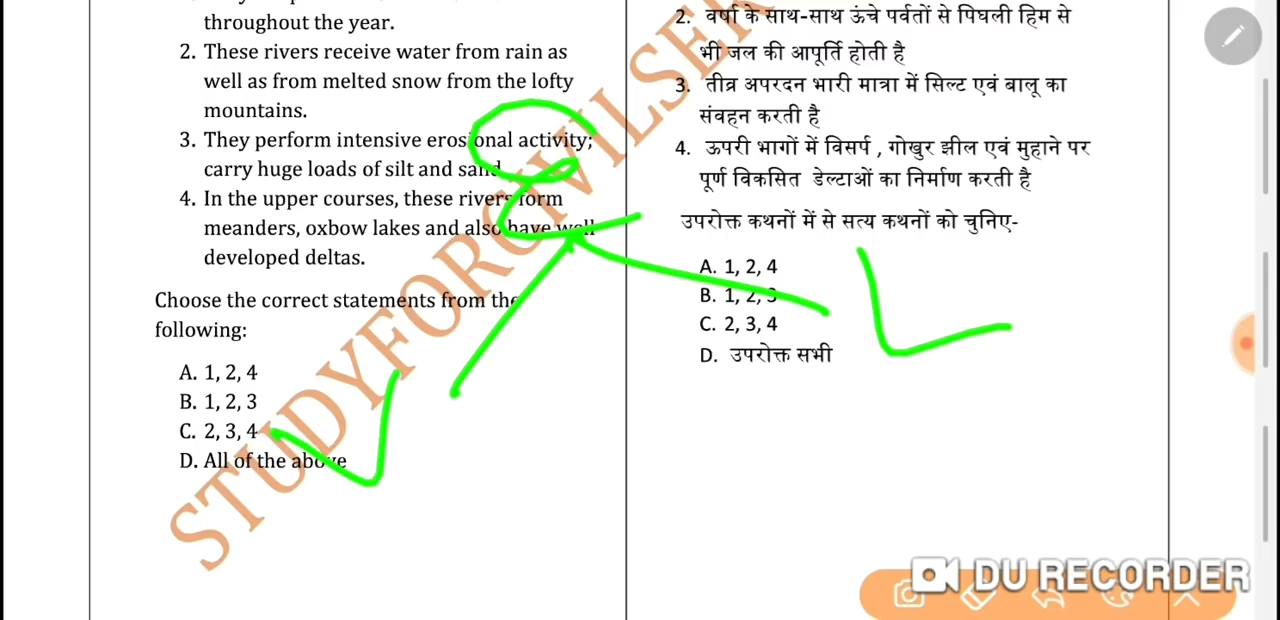 throughout the year.
2. These rivers receive water from rain as
well as from melted snow from the lofty
mountains.
3. They perform intensive erosional activity;
carry huge loads of silt and sand
4. In the upper courses, these rivers form
meanders, oxbow lakes and also have well
developed deltas.
Choose the correct statements from the
following:
A. 1, 2, 4
B. 1, 2, 3
C. 2, 3, 4
D. All of the above
2. वर्षा के साथ-साथ ऊंचे पर्वतों से पिघली हिम से
भी जल की आपूर्ति होती है
3. तीव्र अपरदन भारी मात्रा में सिल्ट एवं बालू का
संवहन करती है
4. ऊपरी भागों में विसर्प , गोखुर झील एवं मुहाने पर
पूर्ण विकसित डेल्टाओं का निर्माण करती है
उपरोक्त कथनों में से सत्य कथनों को चुनिए-
A. 1, 2, 4
B. 1, 2, 3
C. 2, 3, 4
D. उपरोक्त सभी
STUDYFORCIVILSER
DU RECORDER